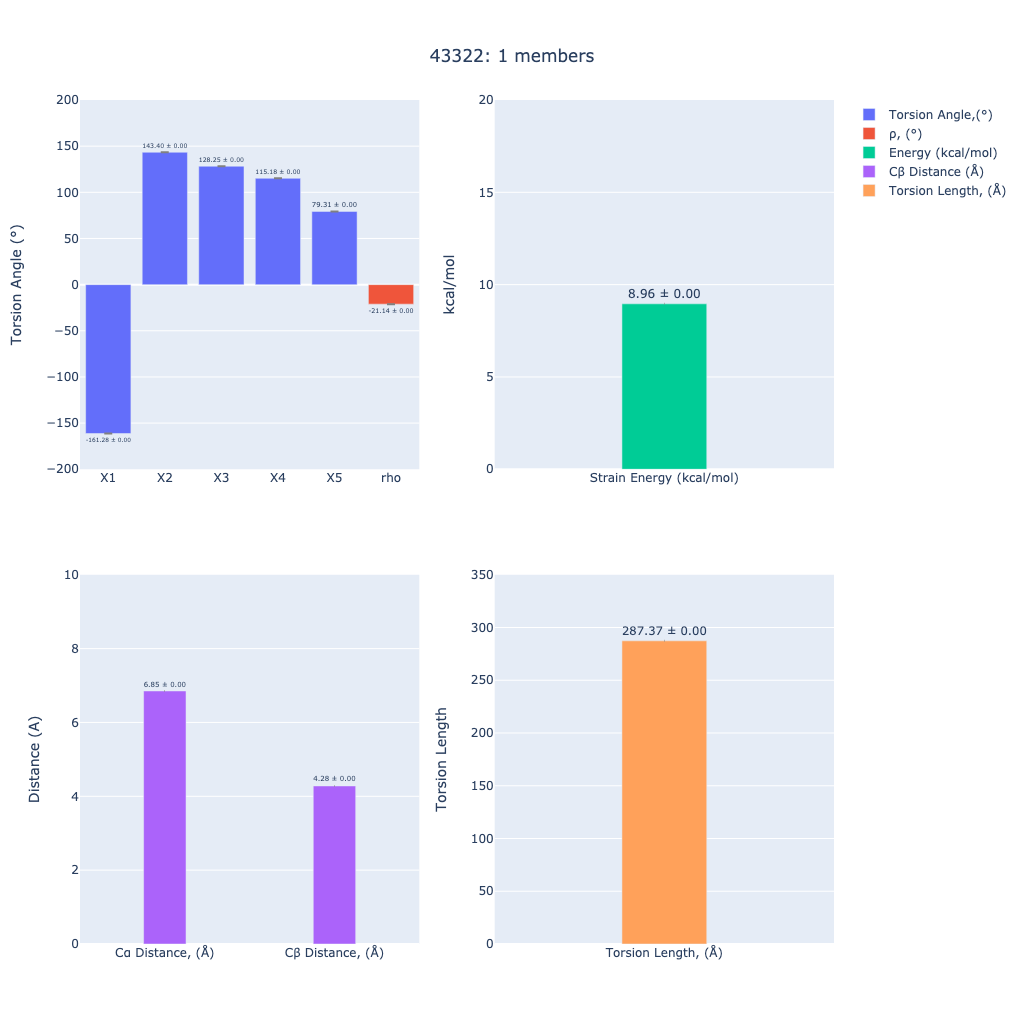 43322: 1 members
Torsion Angle (°)
200
150
100
50
0
−50
−100
−150
−200
-161.28 ± 0.00
143.40 ± 0.00
128.25 ± 0.00
115.18 ± 0.00
79.31 ± 0.00
-21.14 ± 0.00
X1 X2 X3 X4 X5 rho
kcal/mol
20
15
10
5
0
8.96 ± 0.00
Strain Energy (kcal/mol)
Torsion Angle,(°)
ρ, (°)
Energy (kcal/mol)
Cβ Distance (Å)
Torsion Length, (Å)
Distance (A)
10
8
6
4
2
0
6.85 ± 0.00
4.28 ± 0.00
Cα Distance, (Å) Cβ Distance, (Å)
Torsion Length
350
300
250
200
150
100
50
0
287.37 ± 0.00
Torsion Length, (Å)